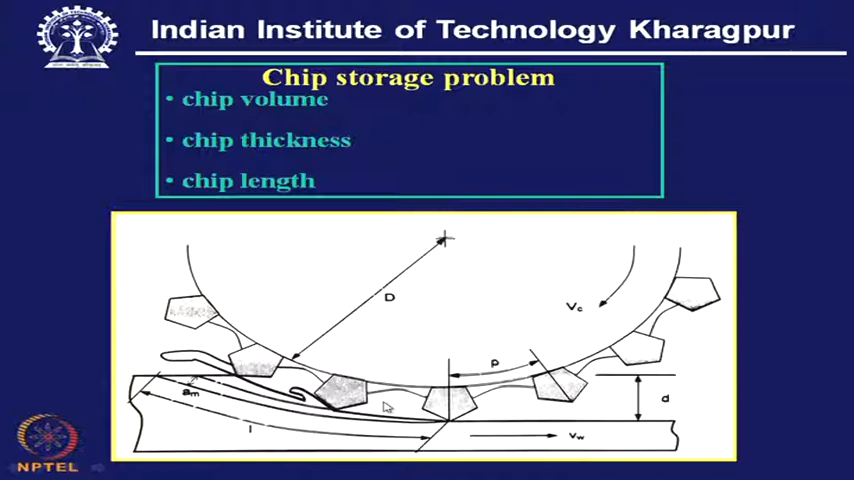 Indian Institute of Technology Kharagpur
Chip storage problem
• chip volume
• chip thickness
• chip length
D
Vc
p
am
d
l
Vw
NPTEL